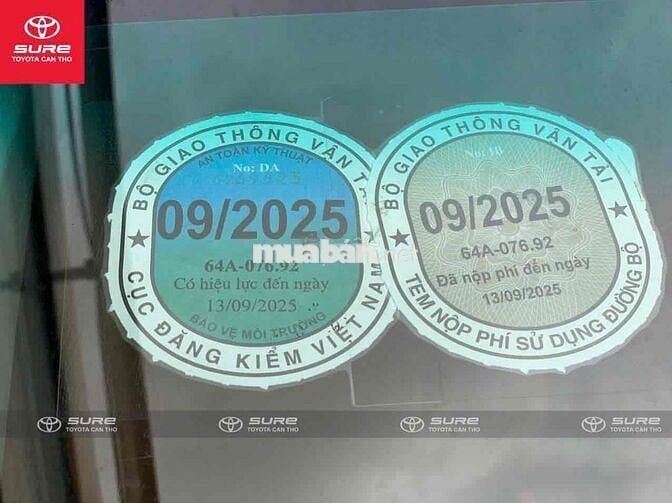 SURE
TOYOTA CAN THO
BỘ GIAO THÔNG VẬN TẢI
AN TOÀN KỸ THUẬT
No: DA
09/2025
64A-076.92
Có hiệu lực đến ngày
13/09/2025
BẢO VỆ MÔI TRƯỜNG
CỤC ĐĂNG KIỂM VIỆT NAM
BỘ GIAO THÔNG VẬN TẢI
09/2025
64A-076.92
Đã nộp phí đến ngày
13/09/2025
TEM NỘP PHÍ SỬ DỤNG ĐƯỜNG BỘ
muaban.net
SURE
TOYOTA CAN THO
SURE
TOYOTA CAN THO
SURE
TOYOTA CAN THO
SURE
TOYOTA CAN THO